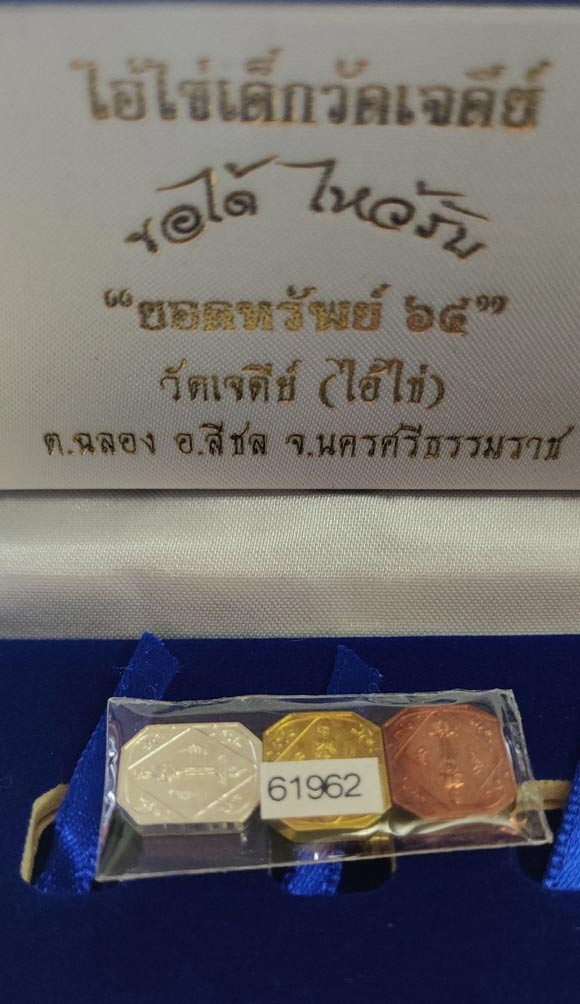 ไอ้ไข่เด็กวัดเจดีย์
ขอได้ ไหว้รับ
“ยอดทรัพย์ ๖๔”
วัดเจดีย์ (ไอ้ไข่)
ต.ฉลอง อ.สิชล จ.นครศรีธรรมราช
61962